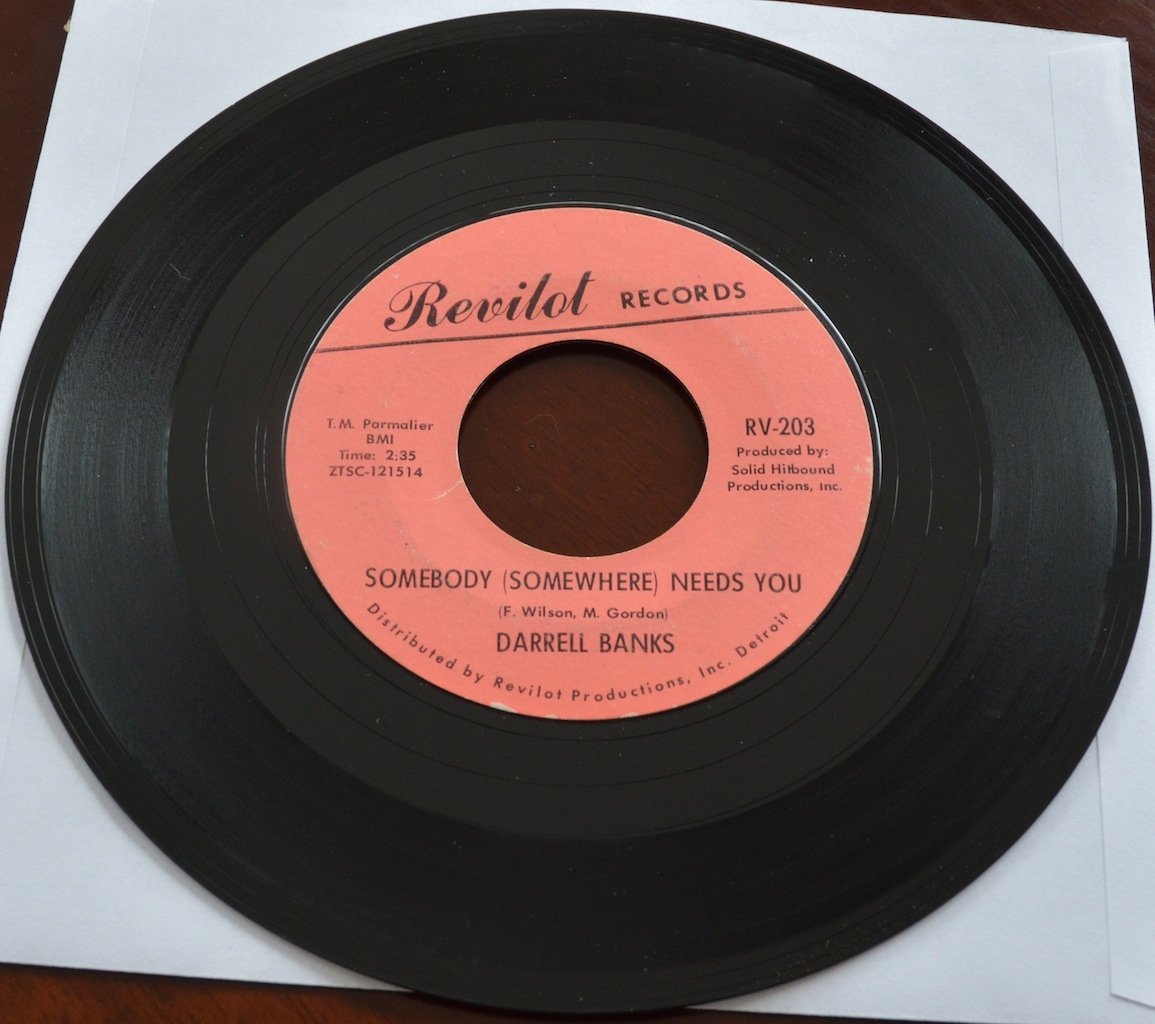 Revilot RECORDS
T.M. Parmalier
BMI
Time: 2:35
ZTSC-121514
RV-203
Produced by:
Solid Hitbound
Productions, Inc.
SOMEBODY (SOMEWHERE) NEEDS YOU
(F. Wilson, M. Gordon)
DARRELL BANKS
Distributed by Revilot Productions, Inc. Detroit